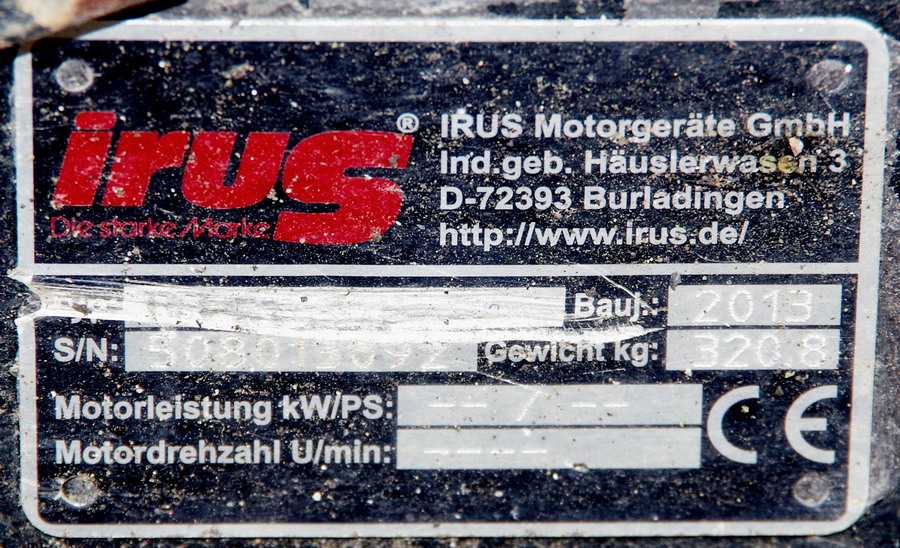 irus®
Die starke Marke
IRUS Motorgeräte GmbH
Ind.geb. Häuslerwasen 3
D-72393 Burladingen
http://www.irus.de/
Bauj.: 2013
S/N:
Gewicht kg: 320.8
Motorleistung kW/PS: -- / --
Motordrehzahl U/min: ----
CE